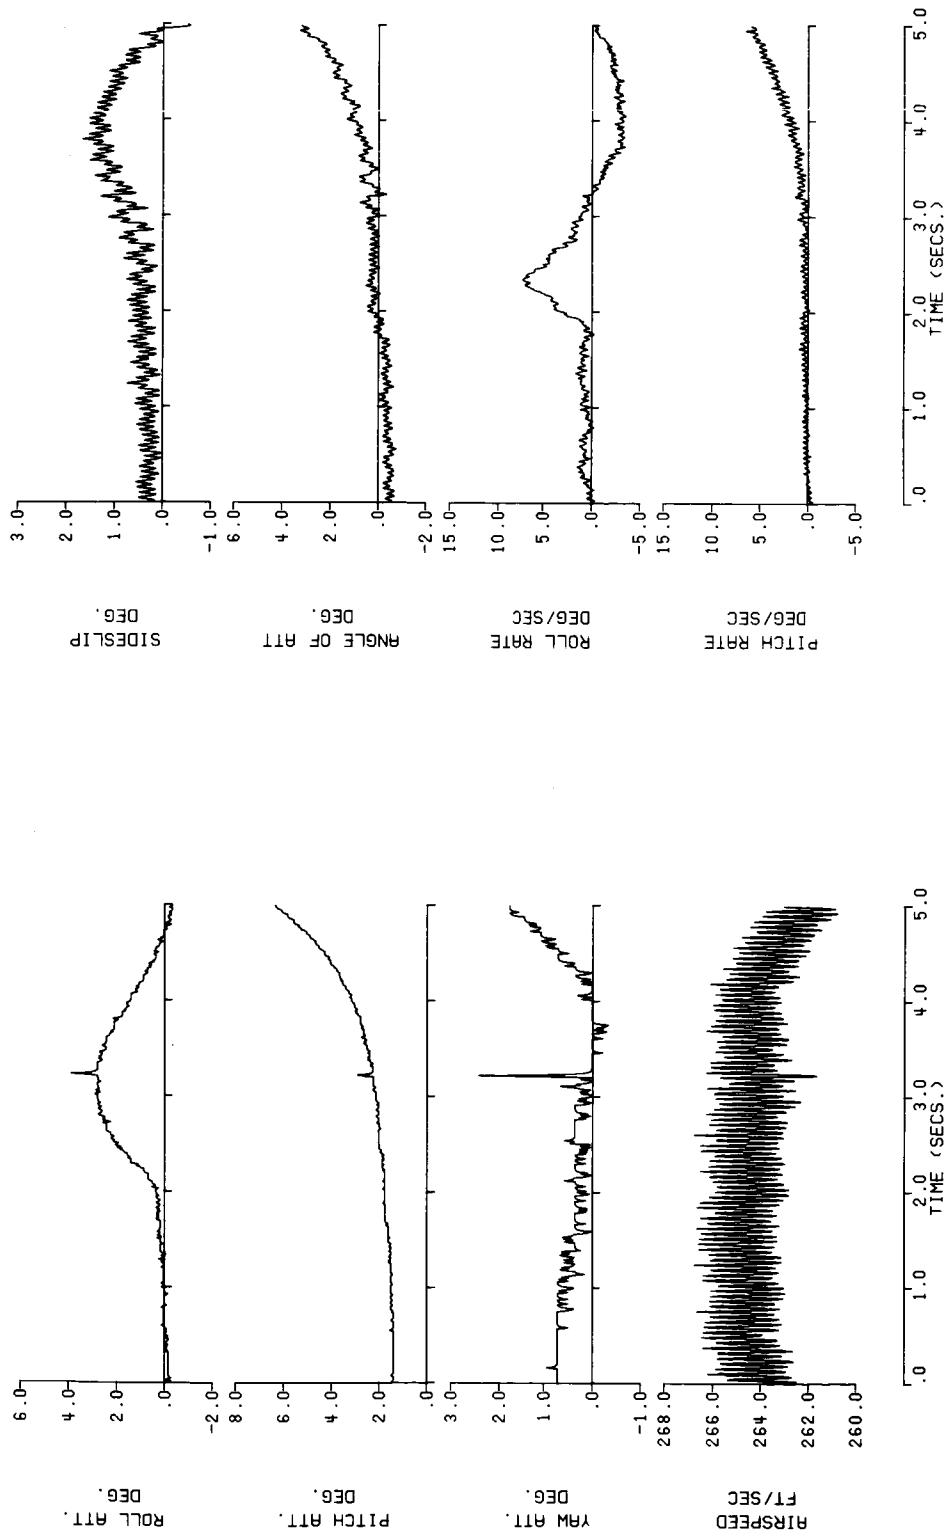 ROLL ATT.
DEG.
6.0
4.0
2.0
.0
-2.0
PITCH ATT.
DEG.
8.0
6.0
4.0
2.0
.0
YAW ATT.
DEG.
3.0
2.0
1.0
.0
-1.0
AIRSPEED
FT/SEC
268.0
266.0
264.0
262.0
260.0
.0 1.0 2.0 3.0 4.0 5.0
TIME (SECS.)
SIDESLIP
DEG.
3.0
2.0
1.0
.0
-1.0
ANGLE OF ATT
DEG.
6.0
4.0
2.0
.0
-2.0
ROLL RATE
DEG/SEC
15.0
10.0
5.0
.0
-5.0
PITCH RATE
DEG/SEC
15.0
10.0
5.0
.0
-5.0
.0 1.0 2.0 3.0 4.0 5.0
TIME (SECS.)